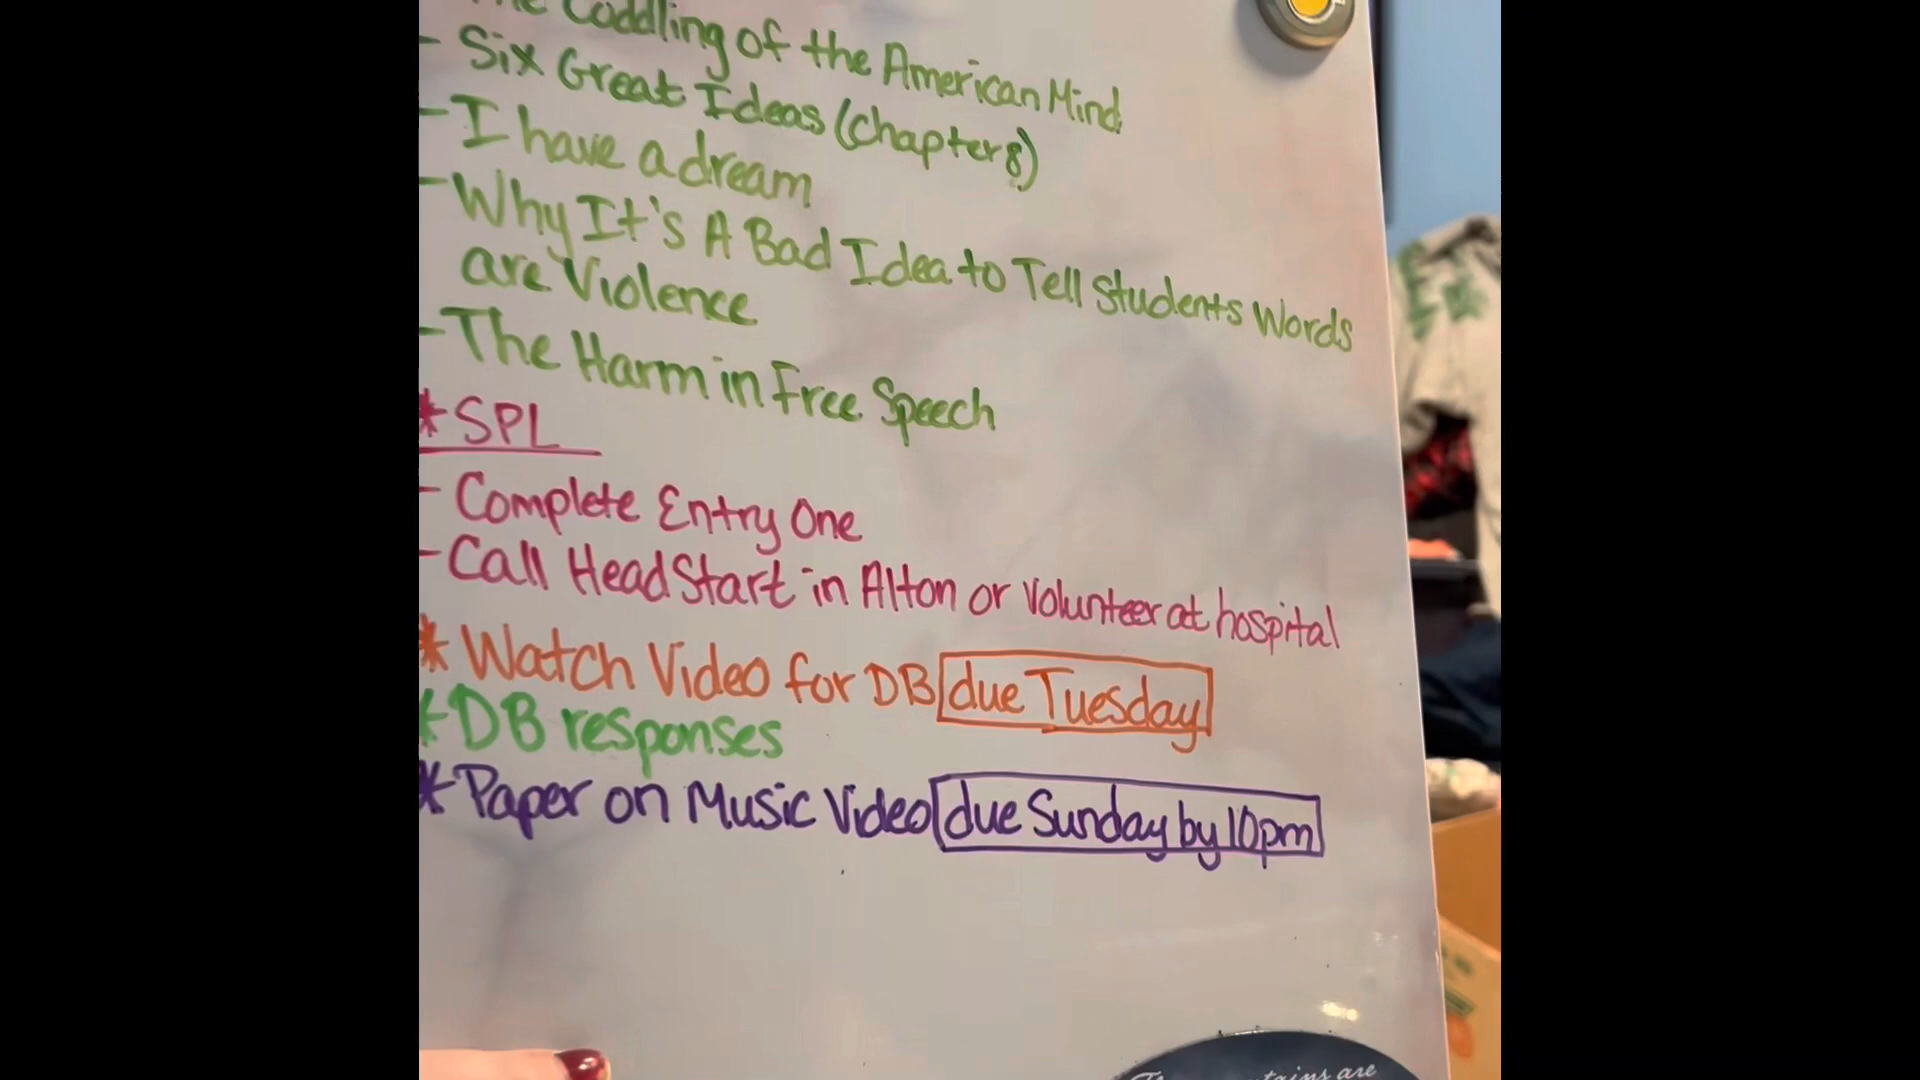 The Coddling of the American Mind
- Six Great Ideas (Chapter 8)
- I have a dream
- Why It's A Bad Idea to Tell Students Words
are Violence
- The Harm in Free Speech
* SPL
- Complete Entry One
- Call Head Start in Alton or Volunteer at hospital
* Watch Video for DB due Tuesday
* DB responses
* Paper on Music Video due Sunday by 10pm
are